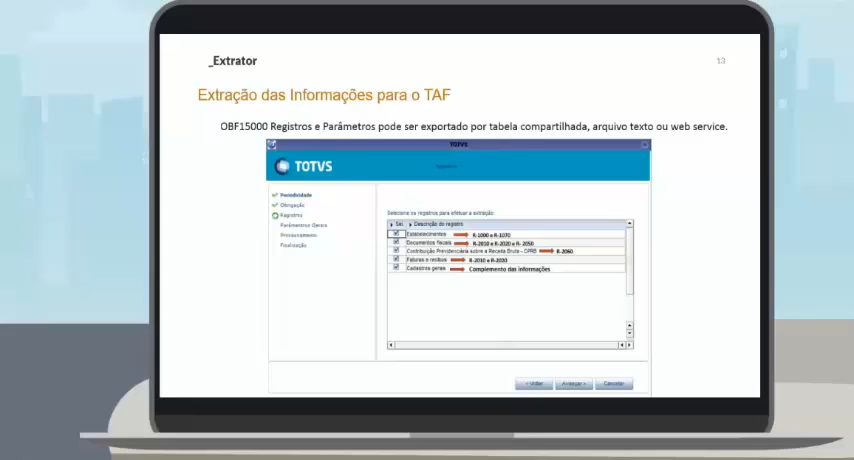 _Extrator
13
Extração das Informações para o TAF
OBF15000 Registros e Parâmetros pode ser exportado por tabela compartilhada, arquivo texto ou web service.
TOTVS
TOTVS
Periodicidade
Obrigação
Registros
Parâmentros Gerais
Processamento
Finalização
Selecione os registros para efetuar a extração:
Sel. Descrição do registro
Estabelecimentos R-1000 e R-1070
Documentos fiscais R-2010 e R-2020 e R- 2050
Contribuição Previdenciária sobre a Receita Bruta - CPRB R-2060
Faturas e recibos R-2010 e R-2020
Cadastros gerais Complemento das informações
< Voltar Avançar > Cancelar